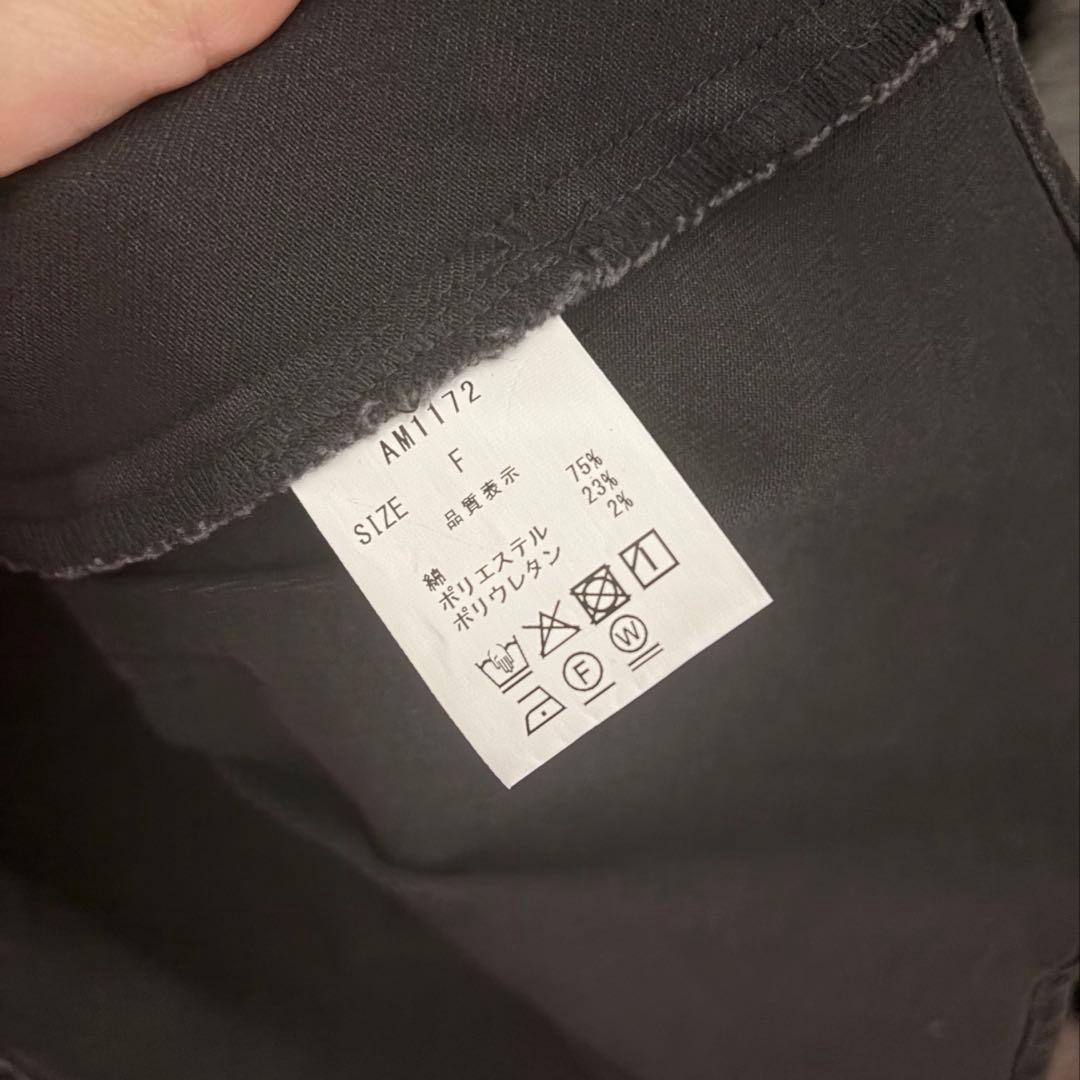 AM1172
SIZE F
品質表示
綿 75%
ポリエステル 23%
ポリウレタン 2%
F W